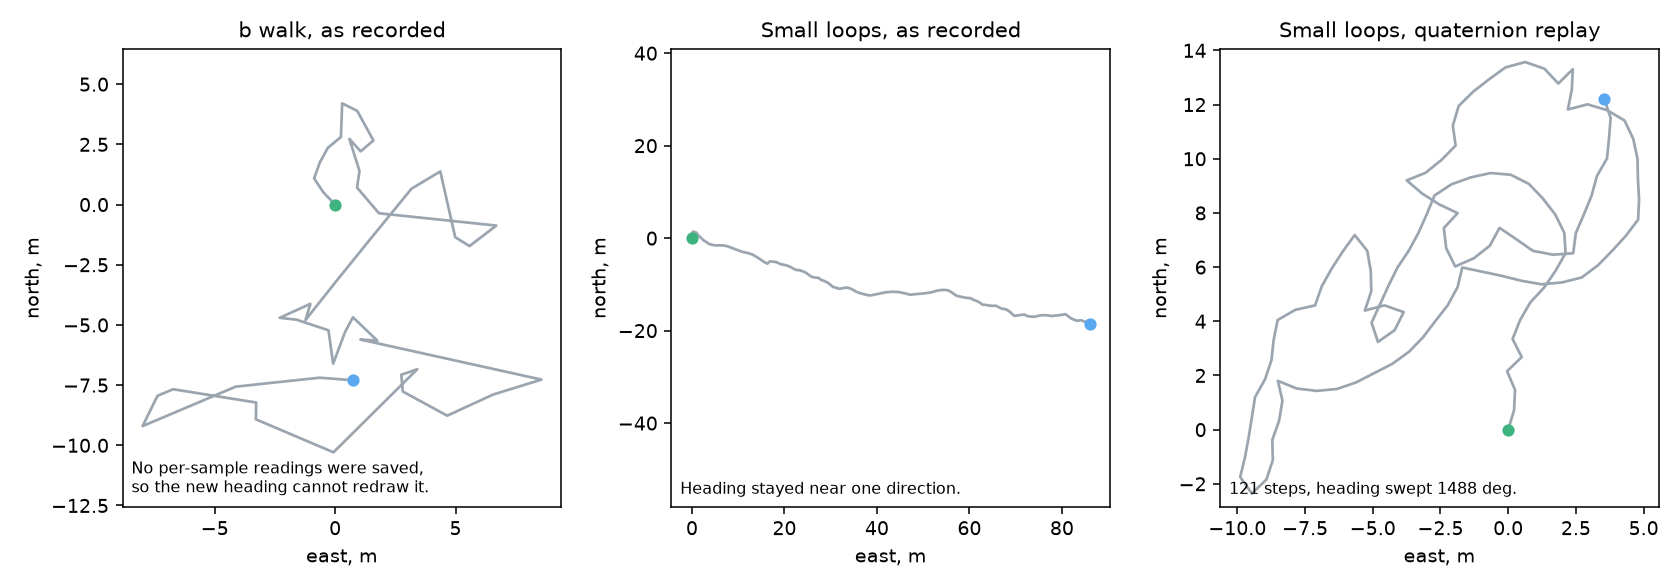 b walk, as recorded
5.0
2.5
0.0
−2.5
−5.0
−7.5
−10.0
−12.5
north, m
No per-sample readings were saved,
so the new heading cannot redraw it.
−5
0
5
east, m
Small loops, as recorded
40
20
0
−20
−40
north, m
Heading stayed near one direction.
0
20
40
60
80
east, m
Small loops, quaternion replay
14
12
10
8
6
4
2
0
−2
north, m
121 steps, heading swept 1488 deg.
−10.0
−7.5
−5.0
−2.5
0.0
2.5
5.0
east, m